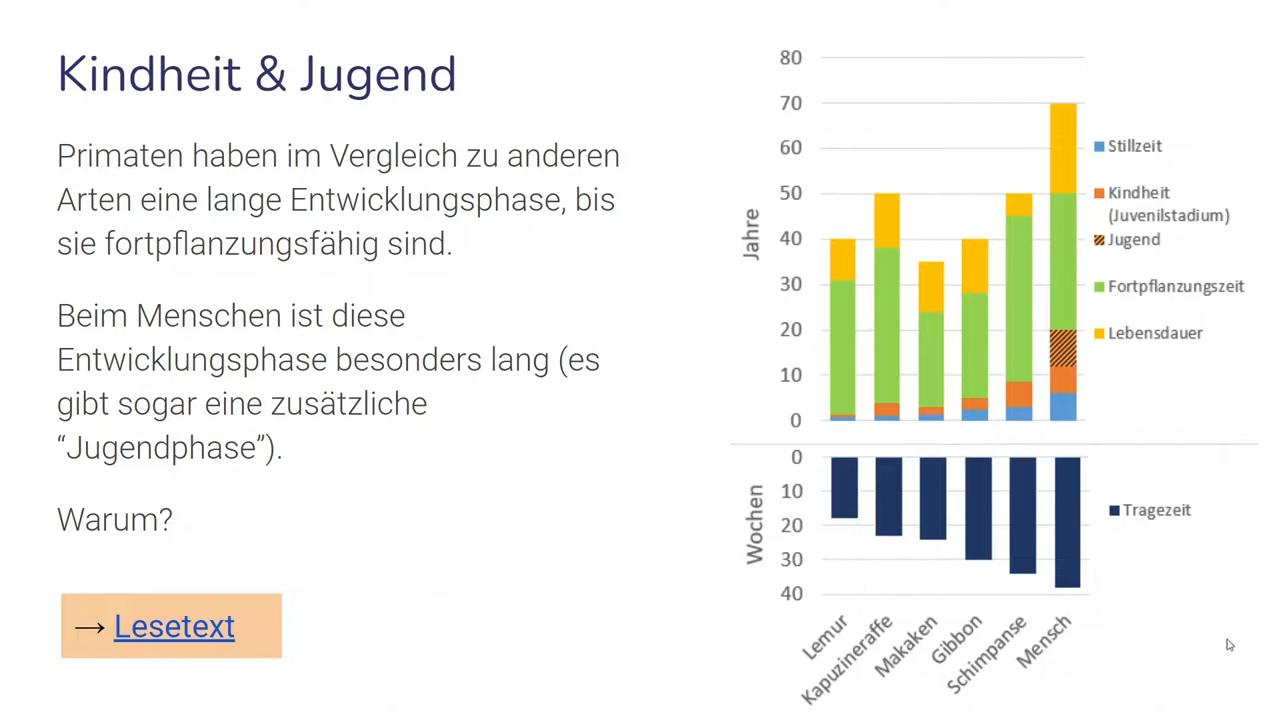 Kindheit & Jugend
Primaten haben im Vergleich zu anderen
Arten eine lange Entwicklungsphase, bis
sie fortpflanzungsfähig sind.
Beim Menschen ist diese
Entwicklungsphase besonders lang (es
gibt sogar eine zusätzliche
“Jugendphase”).
Warum?
→ Lesetext
Jahre
80
70
60
50
40
30
20
10
0
Stillzeit
Kindheit
(Juvenilstadium)
Jugend
Fortpflanzungszeit
Lebensdauer
Wochen
0
10
20
30
40
Tragezeit
Lemur
Kapuzineraffe
Makaken
Gibbon
Schimpanse
Mensch